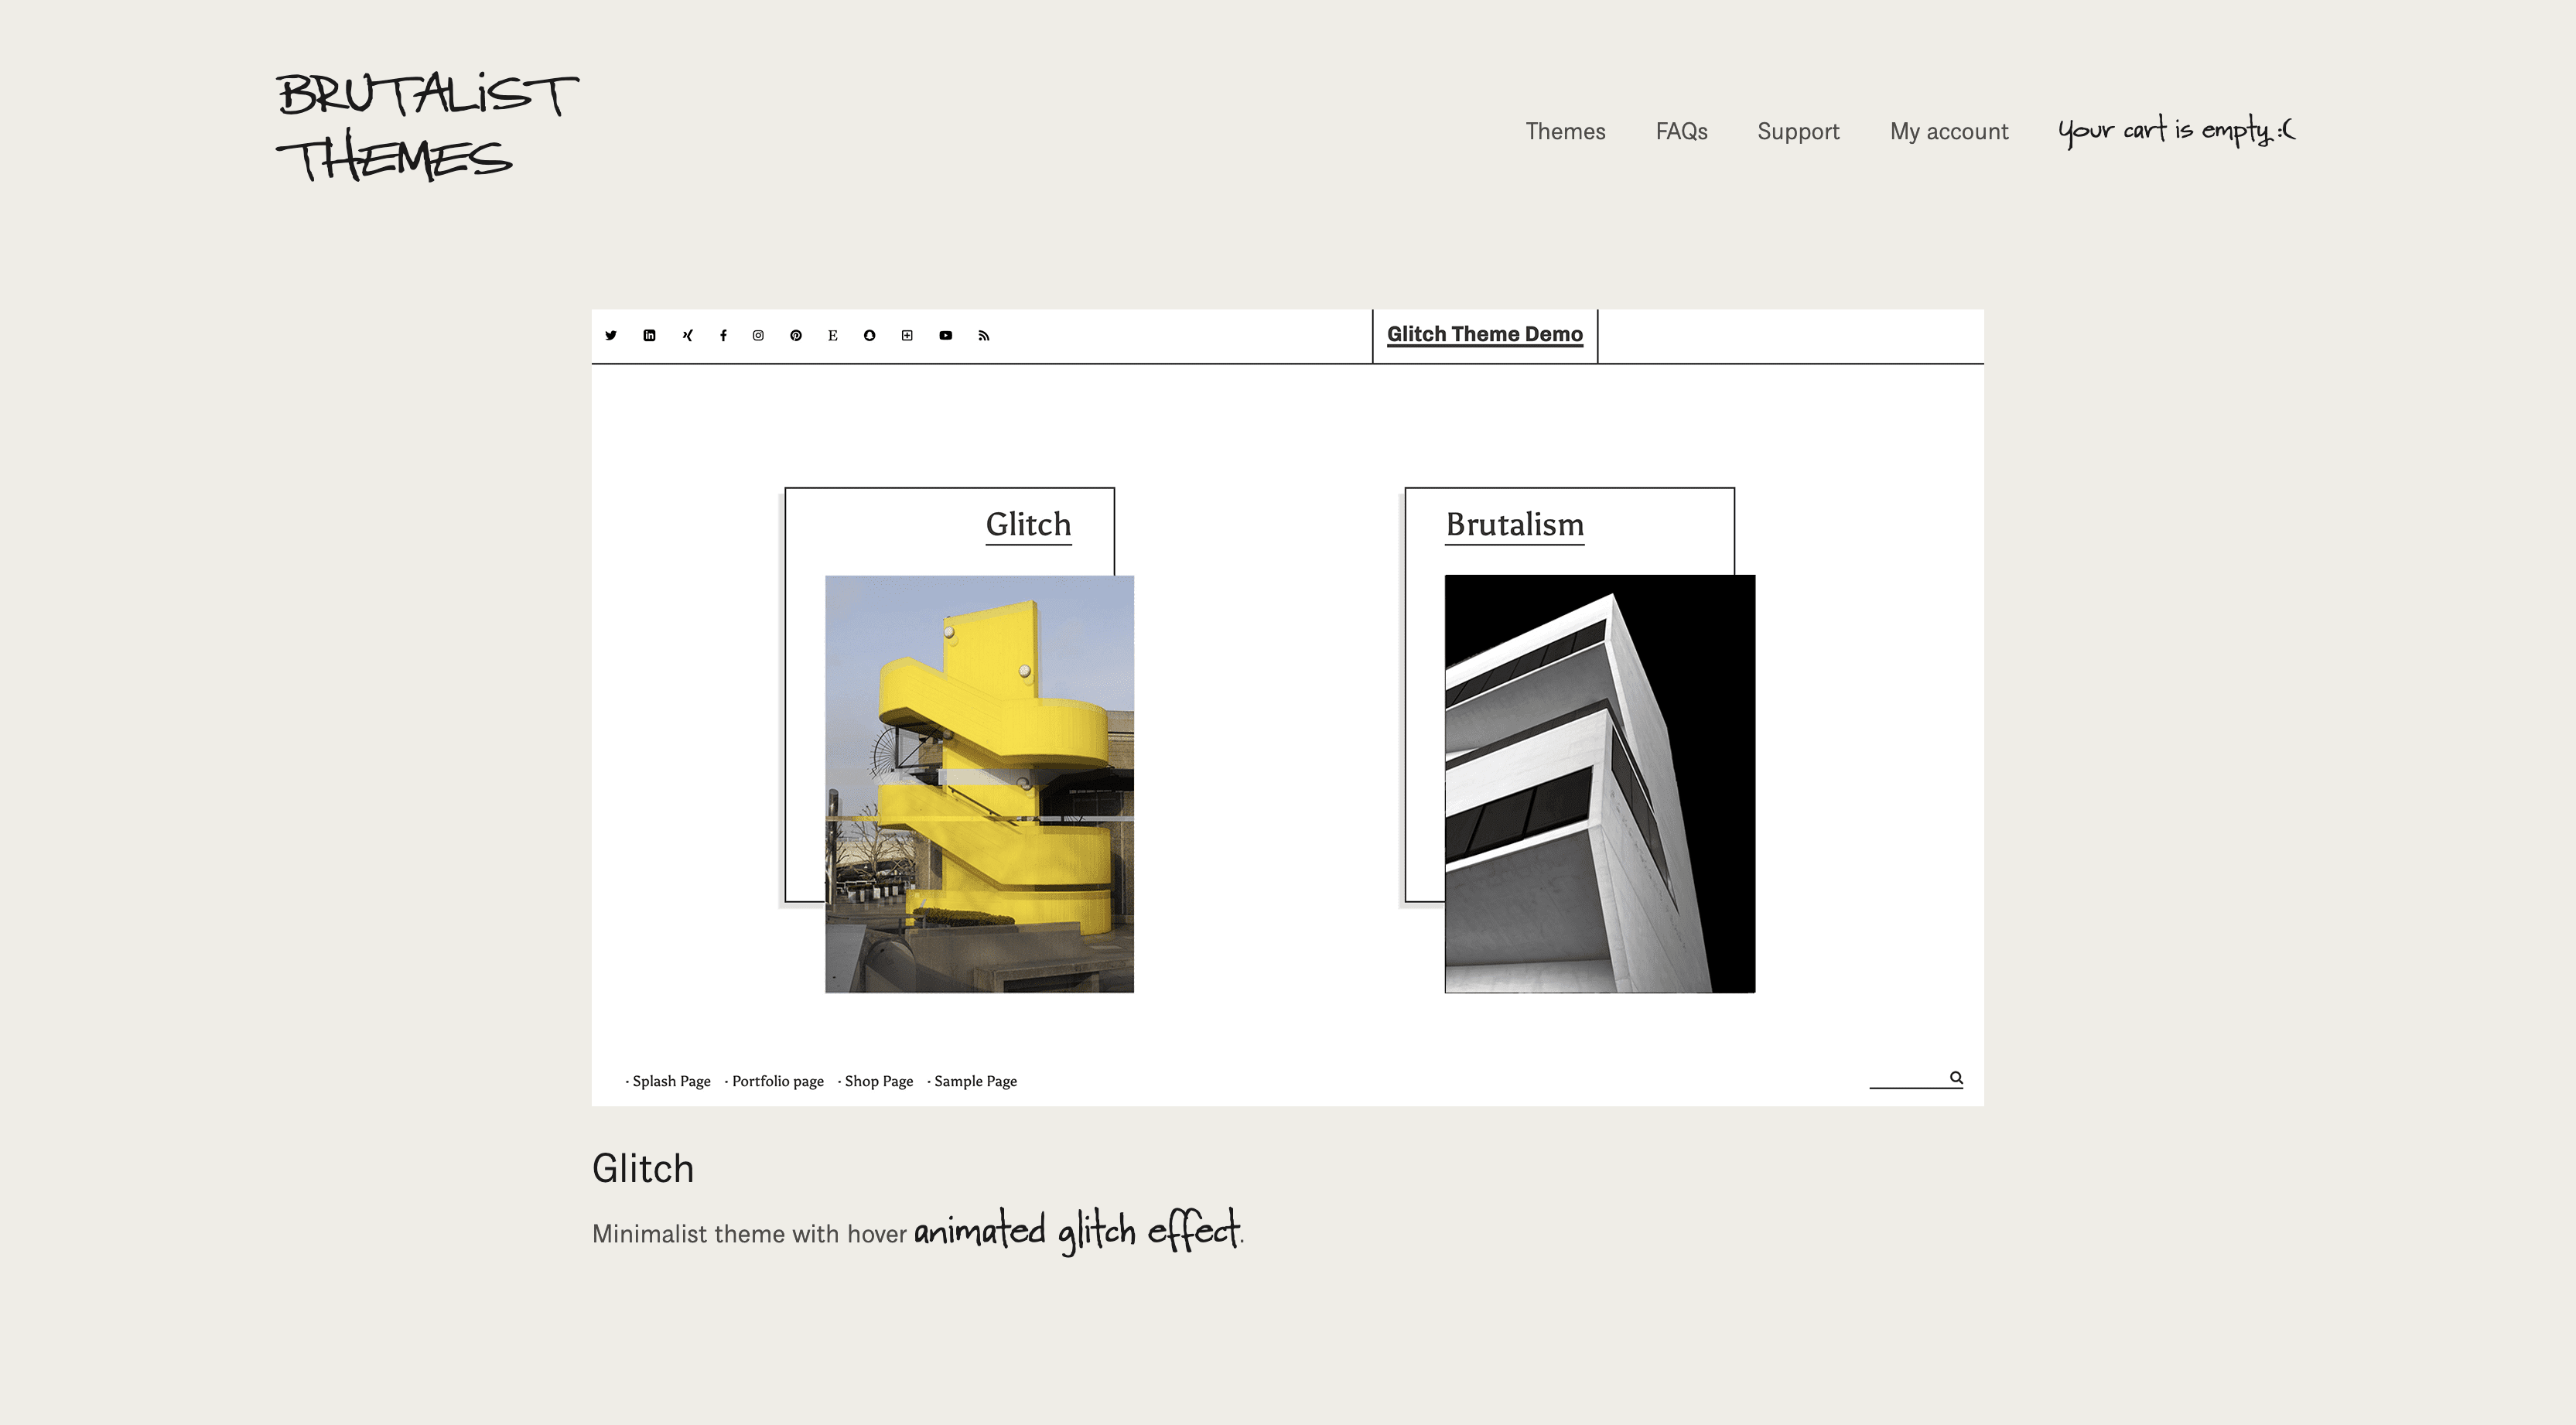 BRUTALiST
THEMES
Themes FAQs Support My account your cart is empty :(
Glitch Theme Demo
Glitch
Brutalism
· Splash Page · Portfolio page · Shop Page · Sample Page
Glitch
Minimalist theme with hover animated glitch effect.